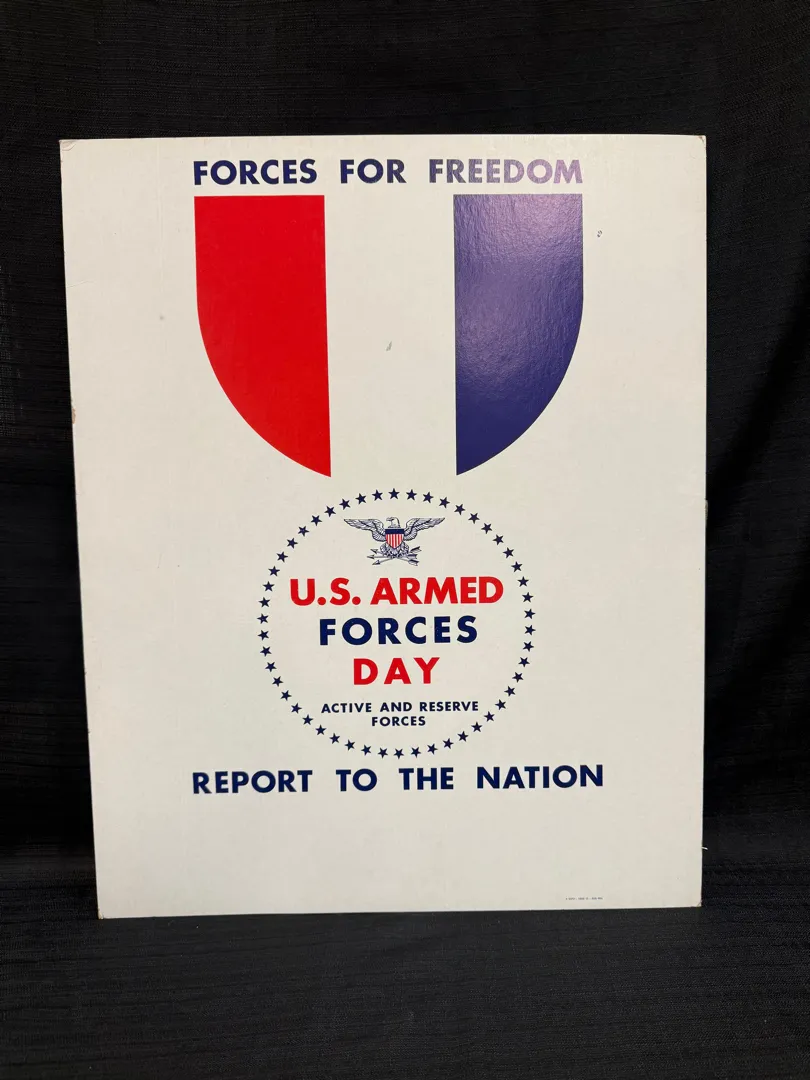 FORCES FOR FREEDOM
U.S. ARMED
FORCES
DAY
ACTIVE AND RESERVE
FORCES
REPORT TO THE NATION